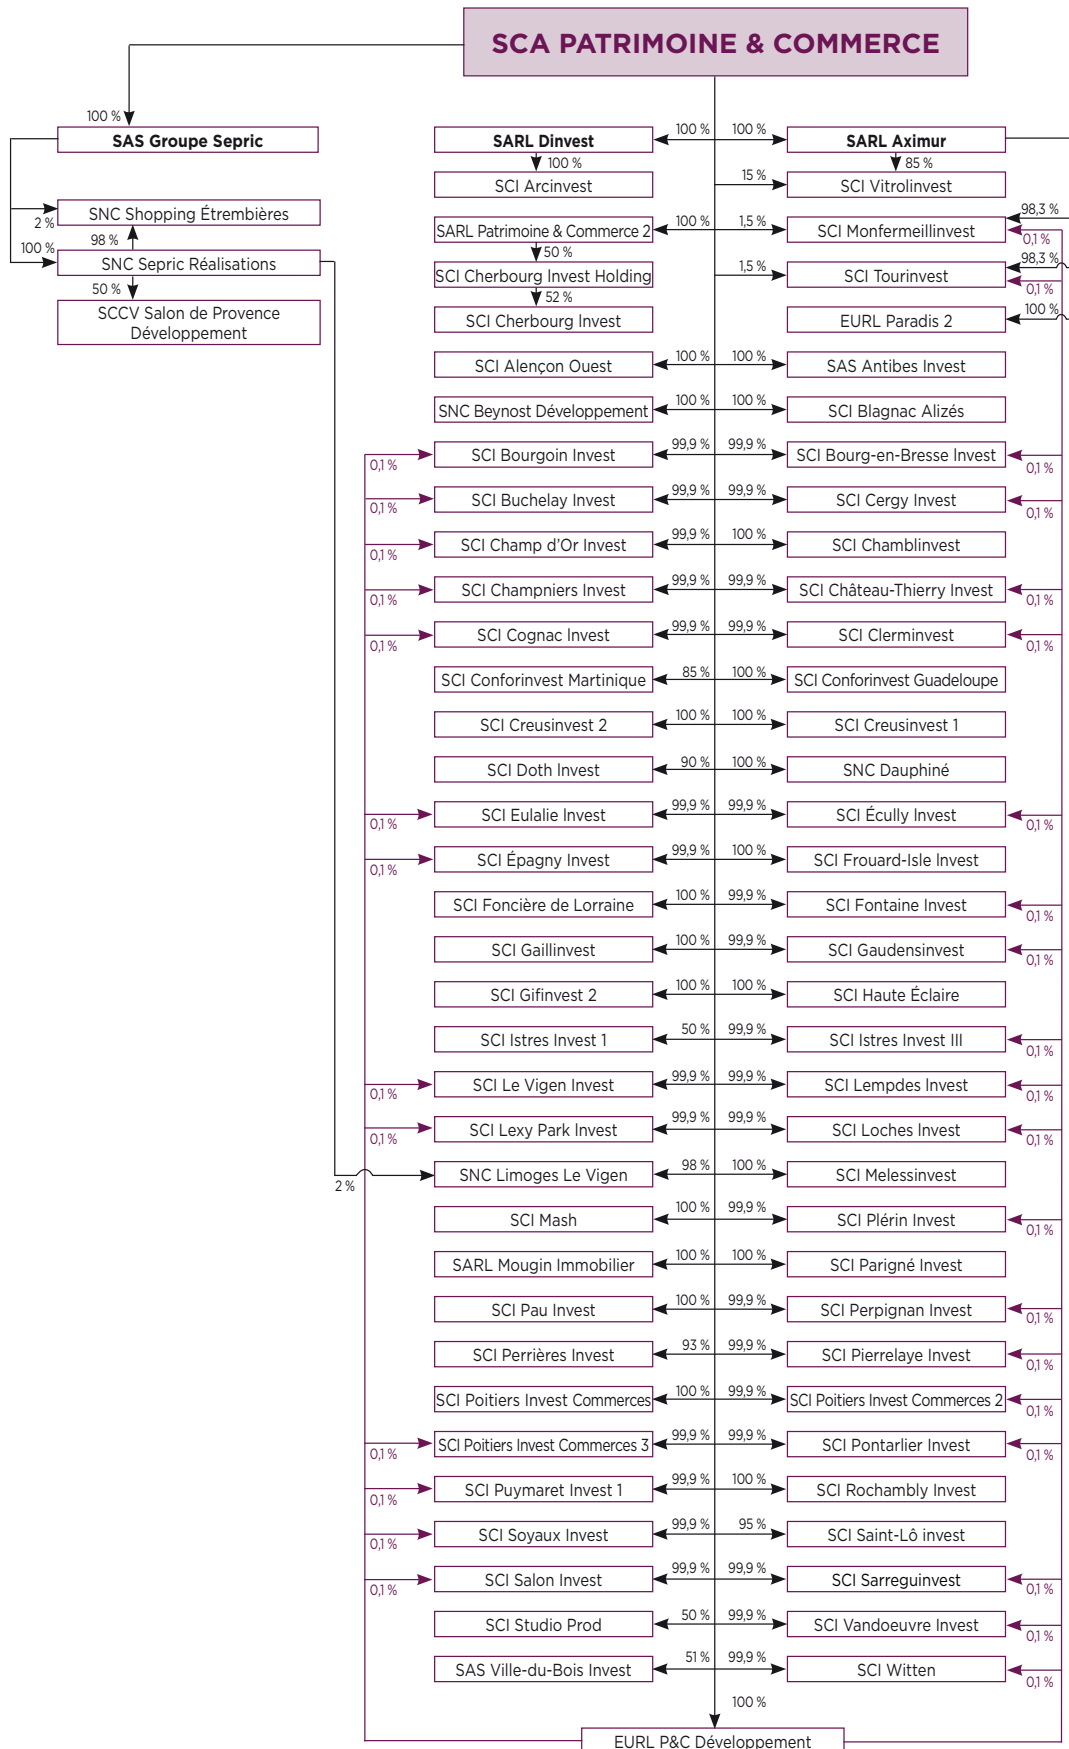 SCA PATRIMOINE & COMMERCE
100 %
SAS Groupe Sepric
SARL Dinvest
100 %
100 %
SARL Aximur
100 %
85 %
SCI Arcinvest
15 %
SCI Vitrolinvest
SNC Shopping Étrembières
2 %
98 %
100 %
SNC Sepric Réalisations
50 %
SCCV Salon de Provence
Développement
SARL Patrimoine & Commerce 2
100 %
1,5 %
SCI Monfermeillinvest
98,3 %
0,1 %
50 %
SCI Cherbourg Invest Holding
1,5 %
SCI Tourinvest
98,3 %
0,1 %
52 %
SCI Cherbourg Invest
EURL Paradis 2
100 %
SCI Alençon Ouest
100 %
100 %
SAS Antibes Invest
SNC Beynost Développement
100 %
100 %
SCI Blagnac Alizés
0,1 %
SCI Bourgoin Invest
99,9 %
99,9 %
SCI Bourg-en-Bresse Invest
0,1 %
0,1 %
SCI Buchelay Invest
99,9 %
99,9 %
SCI Cergy Invest
0,1 %
0,1 %
SCI Champ d'Or Invest
99,9 %
100 %
SCI Chamblinvest
0,1 %
SCI Champniers Invest
99,9 %
99,9 %
SCI Château-Thierry Invest
0,1 %
0,1 %
SCI Cognac Invest
99,9 %
99,9 %
SCI Clerminvest
0,1 %
SCI Conforinvest Martinique
85 %
100 %
SCI Conforinvest Guadeloupe
SCI Creusinvest 2
100 %
100 %
SCI Creusinvest 1
SCI Doth Invest
90 %
100 %
SNC Dauphiné
0,1 %
SCI Eulalie Invest
99,9 %
99,9 %
SCI Écully Invest
0,1 %
0,1 %
SCI Épagny Invest
99,9 %
100 %
SCI Frouard-Isle Invest
SCI Foncière de Lorraine
100 %
99,9 %
SCI Fontaine Invest
0,1 %
SCI Gaillinvest
100 %
99,9 %
SCI Gaudensinvest
0,1 %
SCI Gifinvest 2
100 %
100 %
SCI Haute Éclaire
SCI Istres Invest 1
50 %
99,9 %
SCI Istres Invest III
0,1 %
0,1 %
SCI Le Vigen Invest
99,9 %
99,9 %
SCI Lempdes Invest
0,1 %
0,1 %
SCI Lexy Park Invest
99,9 %
99,9 %
SCI Loches Invest
0,1 %
2 %
SNC Limoges Le Vigen
98 %
100 %
SCI Melessinvest
SCI Mash
100 %
99,9 %
SCI Plérin Invest
0,1 %
SARL Mougin Immobilier
100 %
100 %
SCI Parigné Invest
SCI Pau Invest
100 %
99,9 %
SCI Perpignan Invest
0,1 %
SCI Perrières Invest
93 %
99,9 %
SCI Pierrelaye Invest
0,1 %
SCI Poitiers Invest Commerces
100 %
99,9 %
SCI Poitiers Invest Commerces 2
0,1 %
0,1 %
SCI Poitiers Invest Commerces 3
99,9 %
99,9 %
SCI Pontarlier Invest
0,1 %
0,1 %
SCI Puymaret Invest 1
99,9 %
100 %
SCI Rochambly Invest
0,1 %
SCI Soyaux Invest
99,9 %
95 %
SCI Saint-Lô invest
0,1 %
SCI Salon Invest
99,9 %
99,9 %
SCI Sarreguinvest
0,1 %
SCI Studio Prod
50 %
99,9 %
SCI Vandoeuvre Invest
0,1 %
SAS Ville-du-Bois Invest
51 %
99,9 %
SCI Witten
0,1 %
100 %
EURL P&C Développement